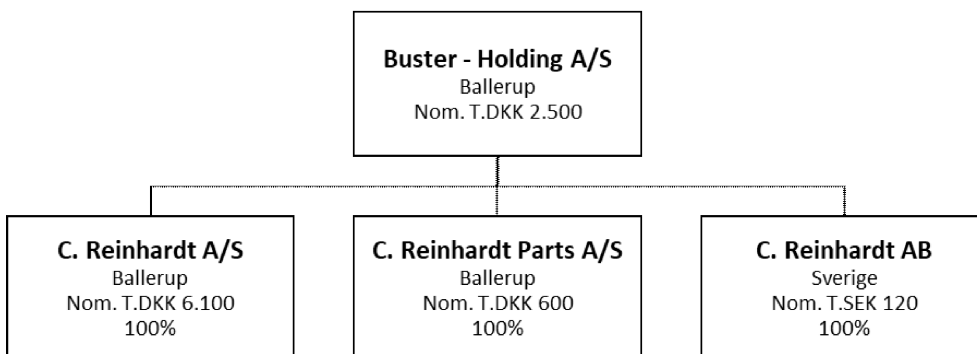 Buster - Holding A/S
Ballerup
Nom. T.DKK 2.500
C. Reinhardt A/S
Ballerup
Nom. T.DKK 6.100
100%
C. Reinhardt Parts A/S
Ballerup
Nom. T.DKK 600
100%
C. Reinhardt AB
Sverige
Nom. T.SEK 120
100%